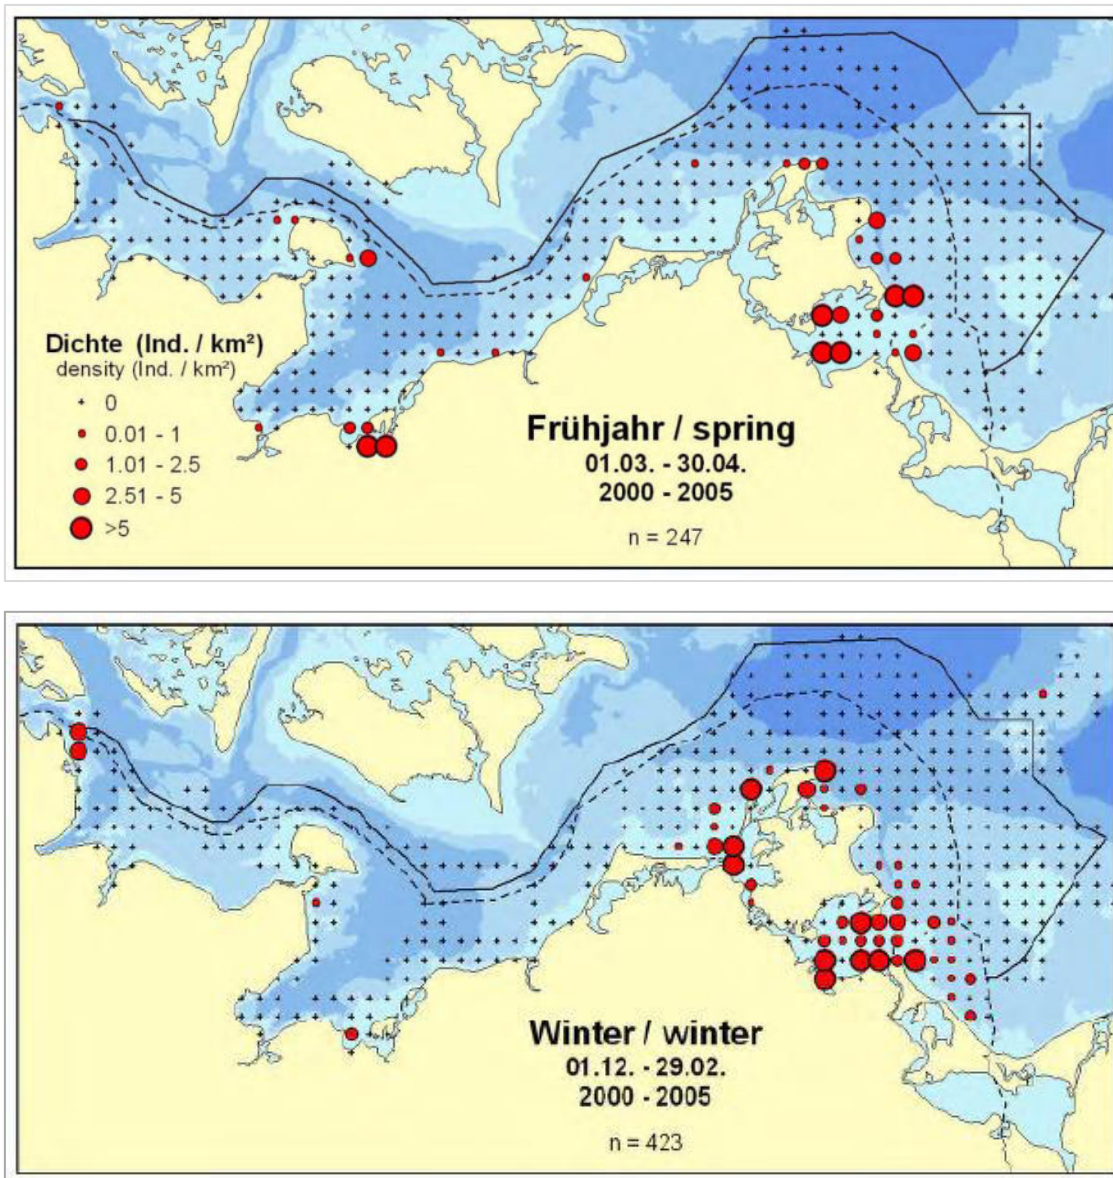 Dichte (Ind. / km²)
density (Ind. / km²)
0
0.01 - 1
1.01 - 2.5
2.51 - 5
>5
Frühjahr / spring
01.03. - 30.04.
2000 - 2005
n = 247
Winter / winter
01.12. - 29.02.
2000 - 2005
n = 423